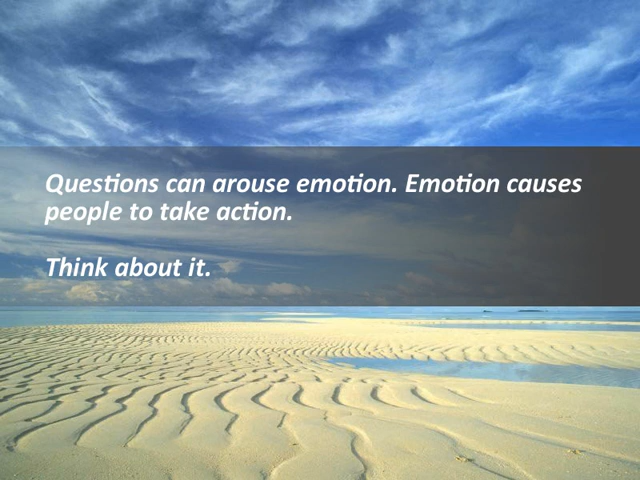 Questions can arouse emotion. Emotion causes
people to take action.
Think about it.